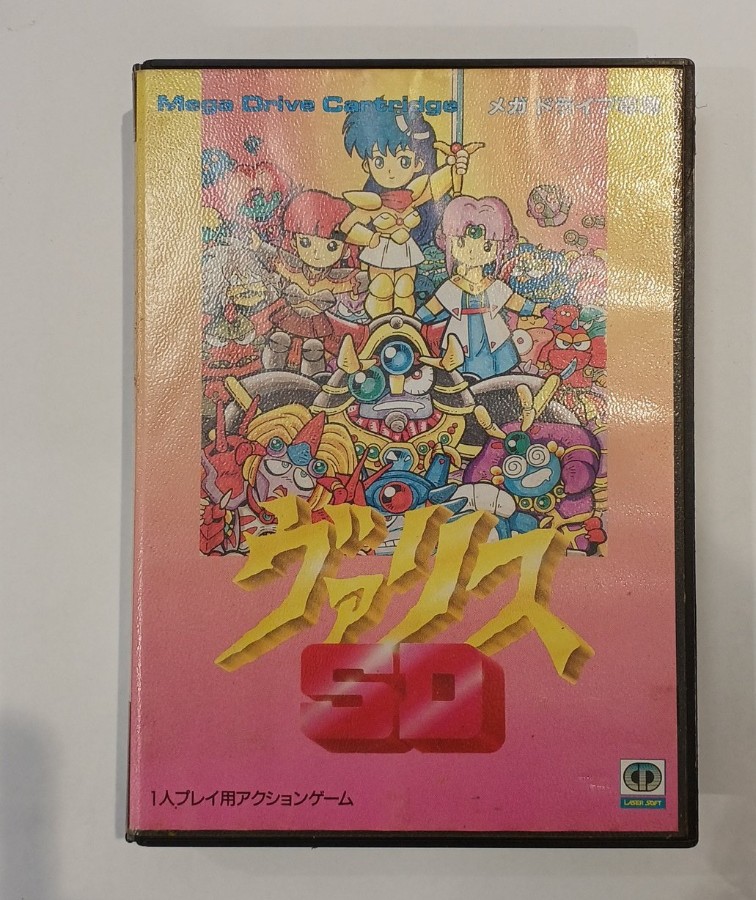 Mega Drive Cartridge
メガドライブ専用
ヴァリス
SD
1人プレイ用アクションゲーム
LASER SOFT